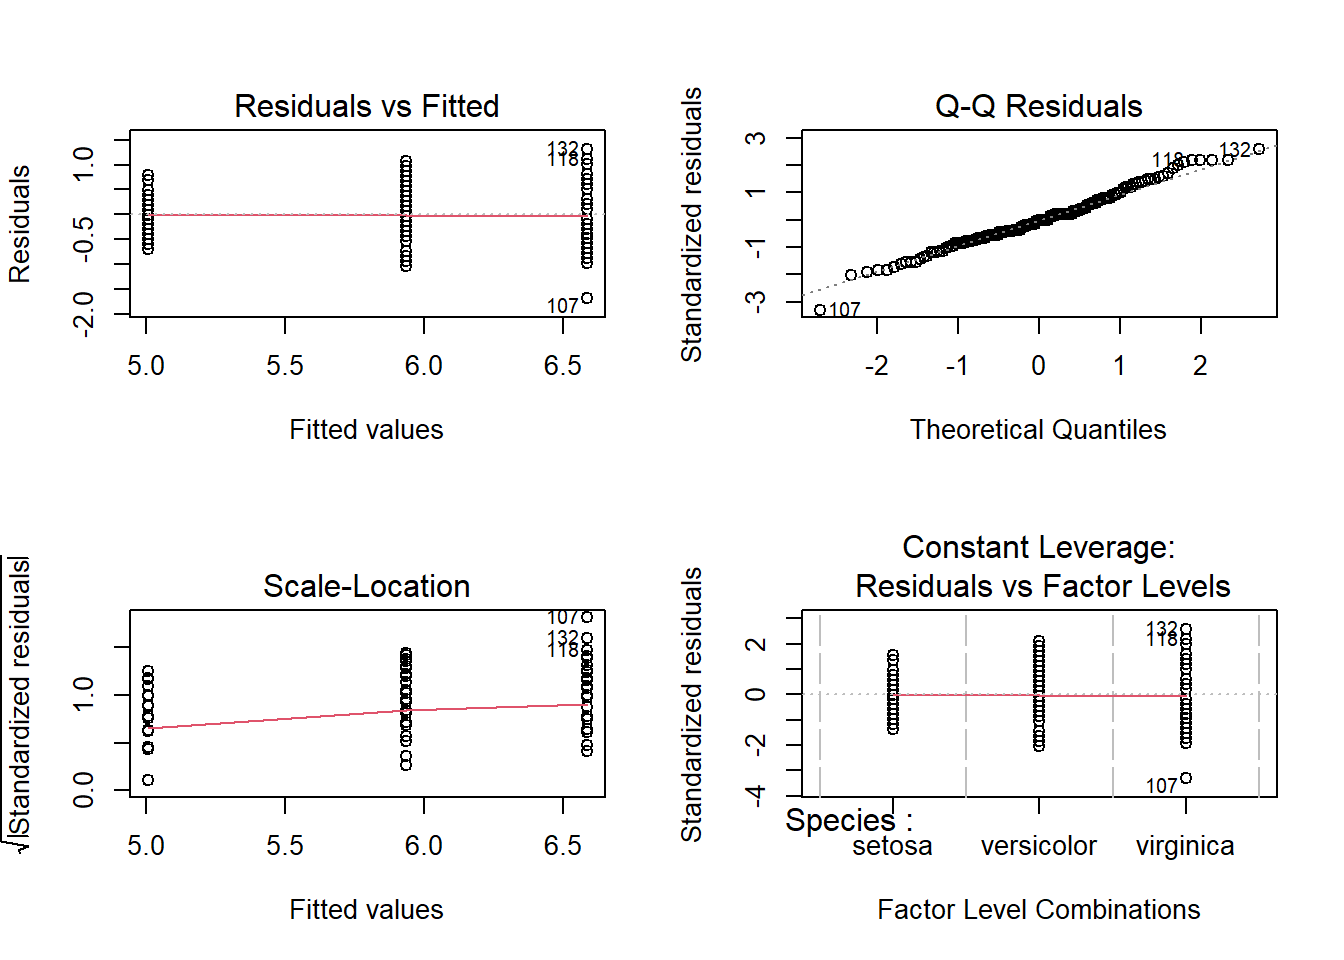 Residuals vs Fitted
Residuals
1.0
-0.5
-2.0
132
118
107
5.0 5.5 6.0 6.5
Fitted values
Q-Q Residuals
Standardized residuals
3
1
-1
-3
118
132
107
-2 -1 0 1 2
Theoretical Quantiles
Scale-Location
√|Standardized residuals|
1.0
0.0
107
132
118
5.0 5.5 6.0 6.5
Fitted values
Constant Leverage:
Residuals vs Factor Levels
Standardized residuals
2
0
-2
-4
132
118
107
Species :
setosa versicolor virginica
Factor Level Combinations